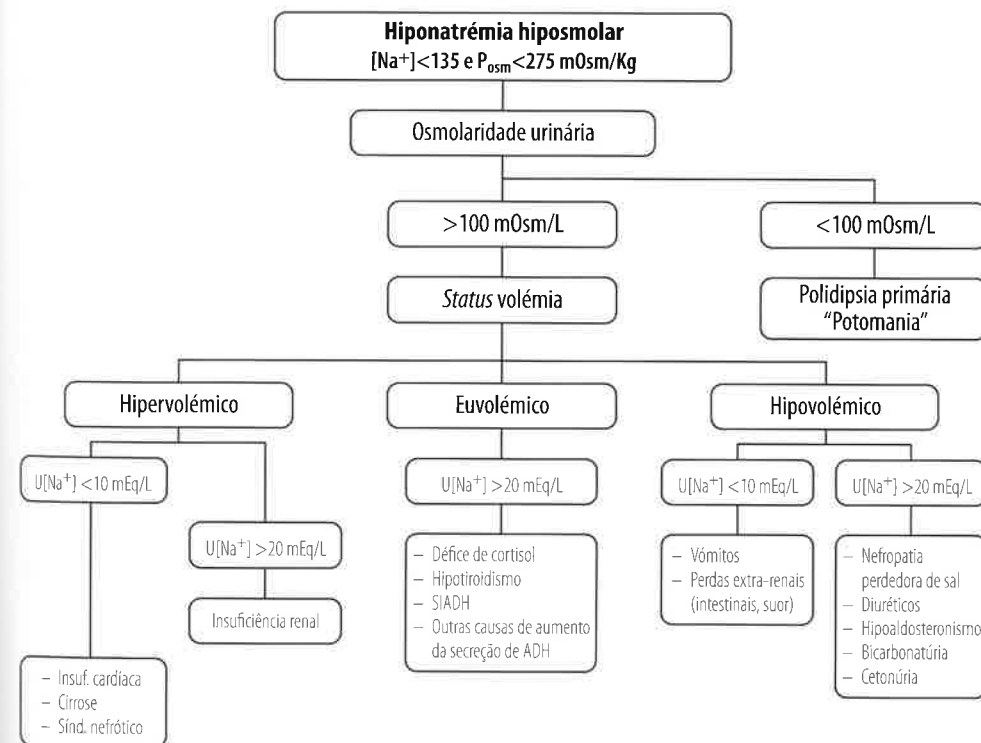 Hiponatrémia hiposmolar
[Na+]<135 e Posm<275 mOsm/Kg
Osmolaridade urinária
>100 mOsm/L
<100 mOsm/L
Status volémia
Polidipsia primária
“Potomania”
Hipervolémico
Euvolémico
Hipovolémico
U[Na+] <10 mEq/L
U[Na+] >20 mEq/L
Insuficiência renal
– Insuf. cardíaca
– Cirrose
– Sínd. nefrótico
U[Na+] >20 mEq/L
– Défice de cortisol
– Hipotiroidismo
– SIADH
– Outras causas de aumento
da secreção de ADH
U[Na+] <10 mEq/L
– Vómitos
– Perdas extra-renais
(intestinais, suor)
U[Na+] >20 mEq/L
– Nefropatia
perdedora de sal
– Diuréticos
– Hipoaldosteronismo
– Bicarbonatúria
– Cetonúria